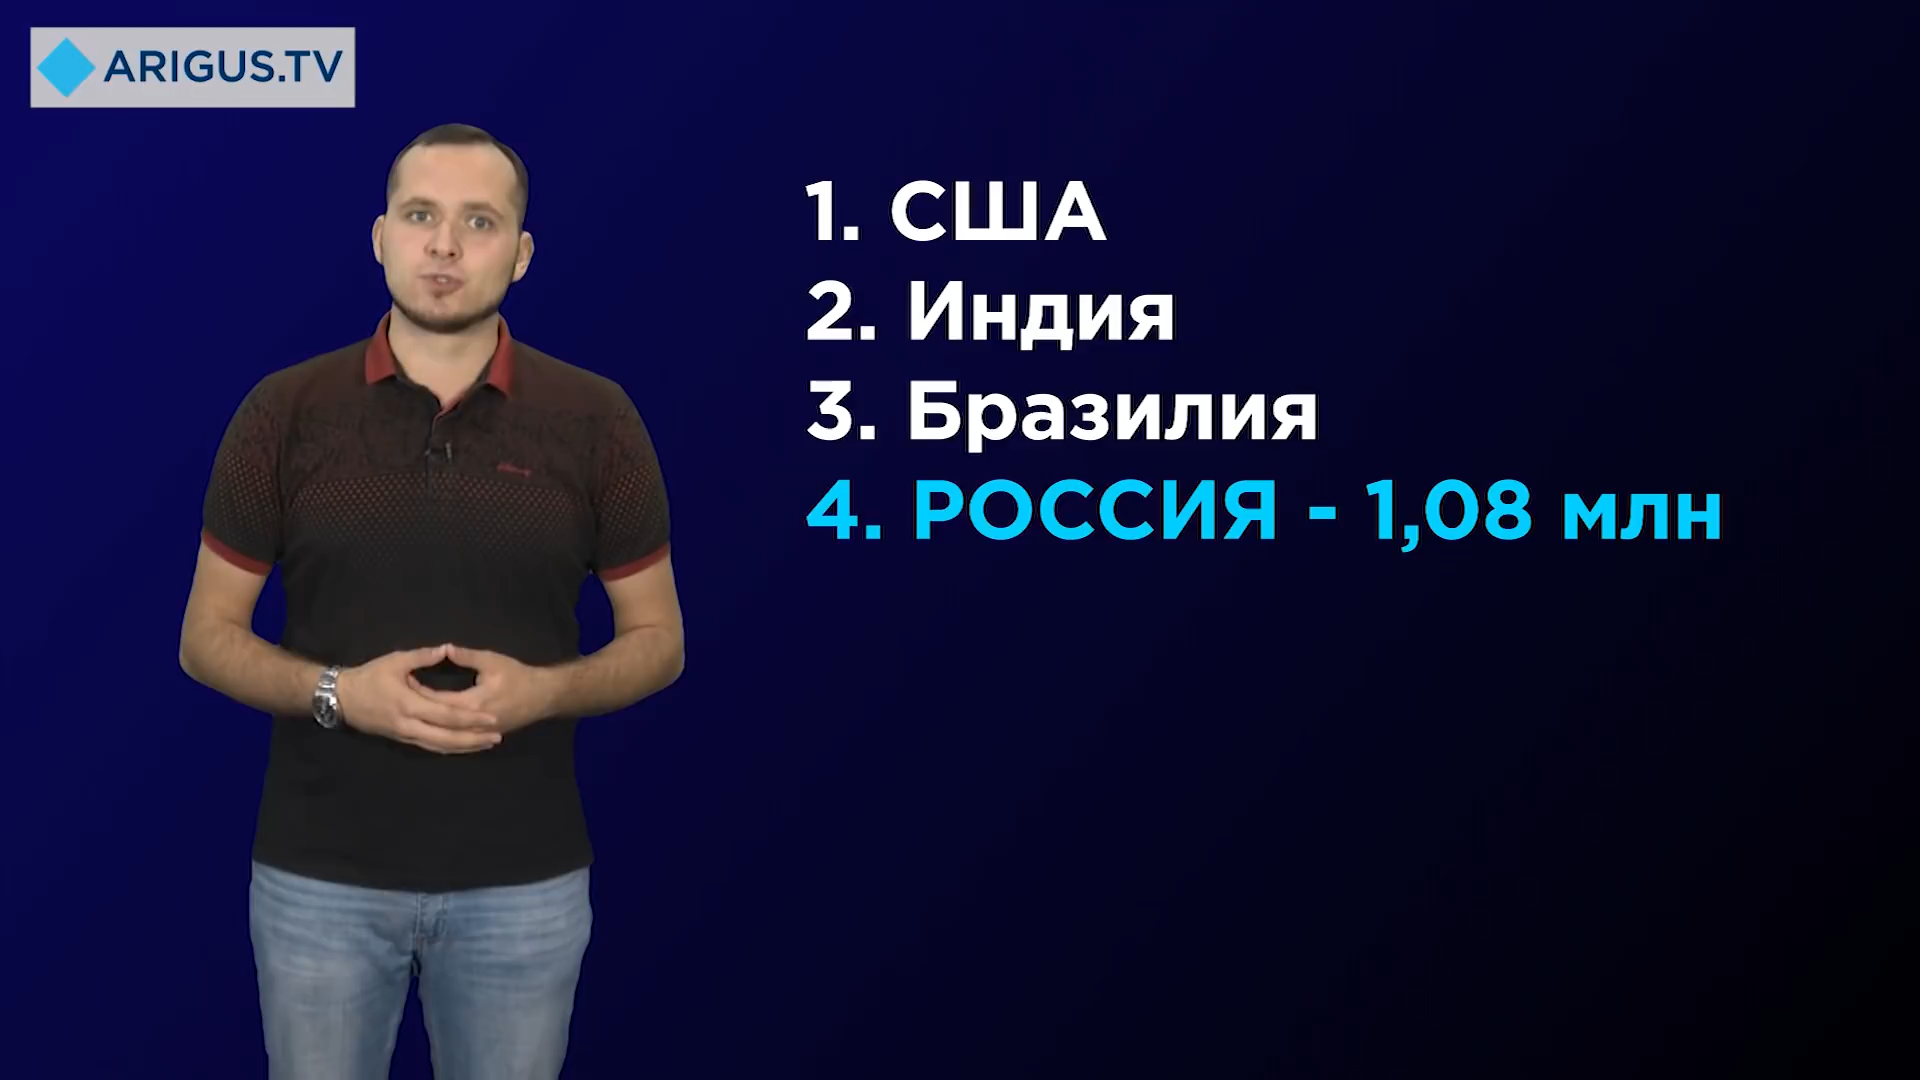 ARIGUS.TV
1. США
2. Индия
3. Бразилия
4. РОССИЯ - 1,08 млн